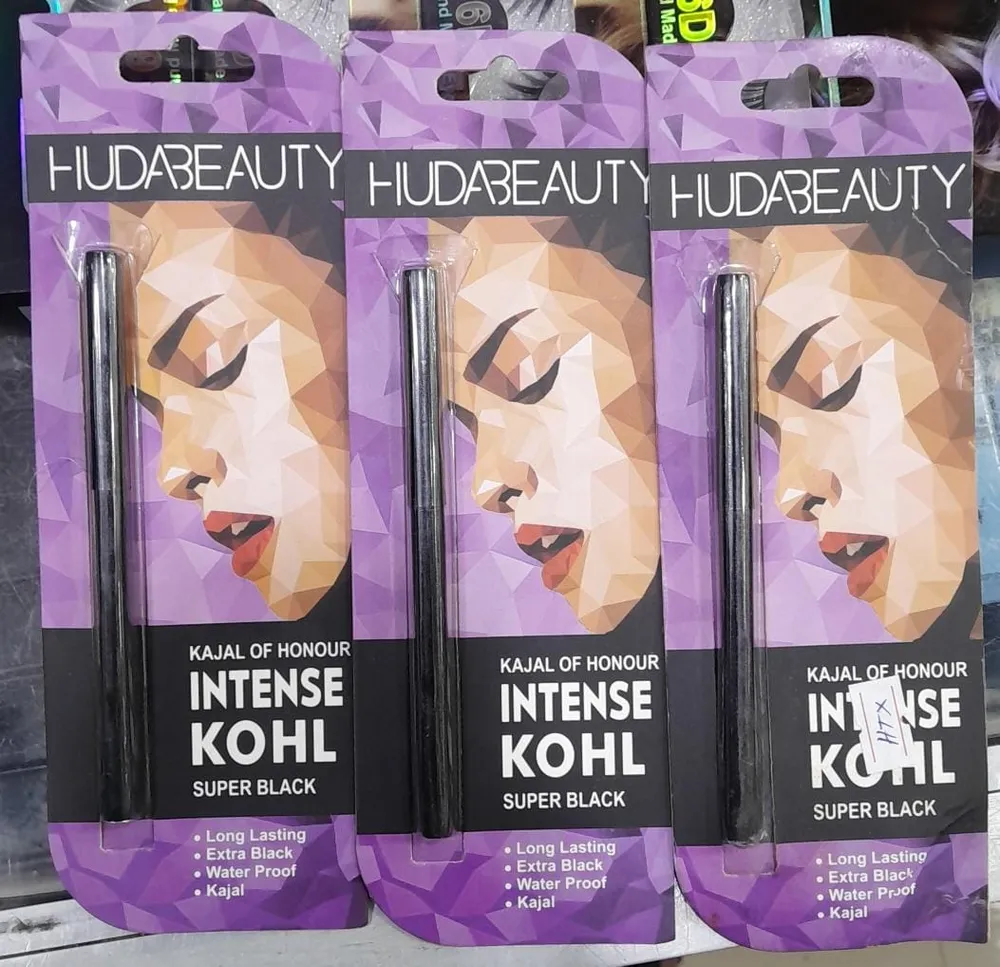 HUDABEAUTY
KAJAL OF HONOUR
INTENSE
KOHL
SUPER BLACK
• Long Lasting
• Extra Black
• Water Proof
• Kajal
HUDABEAUTY
KAJAL OF HONOUR
INTENSE
KOHL
SUPER BLACK
• Long Lasting
• Extra Black
• Water Proof
• Kajal
HUDABEAUTY
KAJAL OF HONOUR
INTENSE
KOHL
SUPER BLACK
• Long Lasting
• Extra Black
• Water Proof
• Kajal
HTX